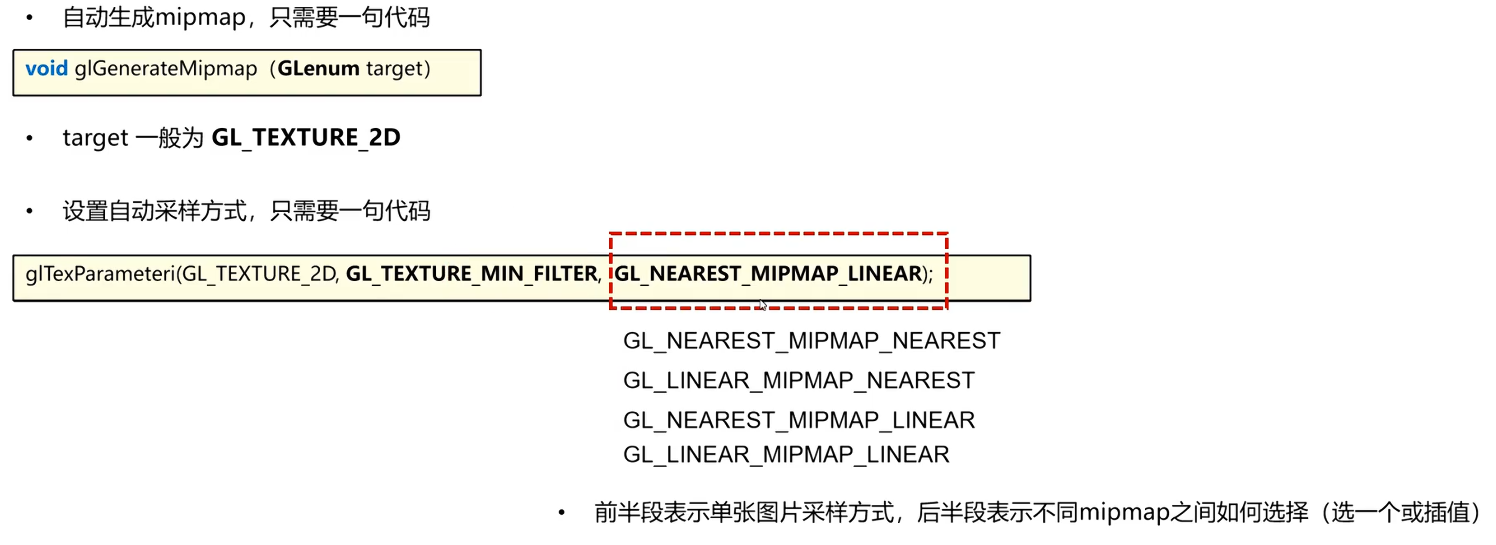 • 自动生成mipmap，只需要一句代码
void glGenerateMipmap（GLenum target）
• target 一般为 GL_TEXTURE_2D
• 设置自动采样方式，只需要一句代码
glTexParameteri(GL_TEXTURE_2D, GL_TEXTURE_MIN_FILTER, GL_NEAREST_MIPMAP_LINEAR);
GL_NEAREST_MIPMAP_NEAREST
GL_LINEAR_MIPMAP_NEAREST
GL_NEAREST_MIPMAP_LINEAR
GL_LINEAR_MIPMAP_LINEAR
• 前半段表示单张图片采样方式，后半段表示不同mipmap之间如何选择（选一个或插值）